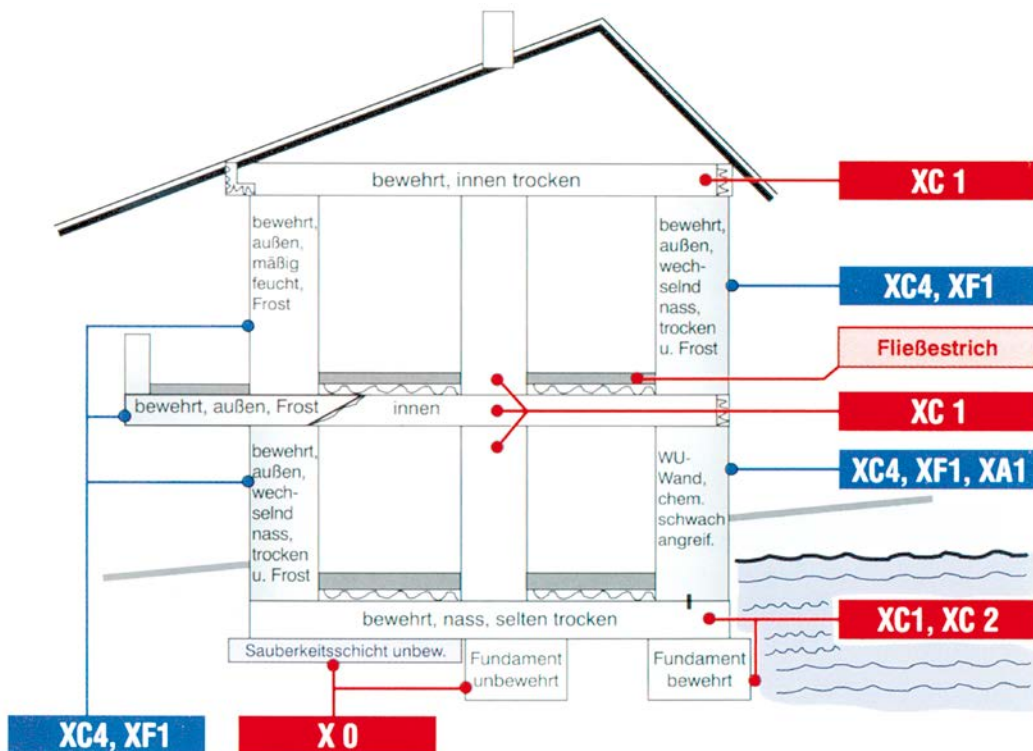 bewehrt, innen trocken
XC 1
bewehrt,
außen,
mäßig
feucht,
Frost
bewehrt,
außen,
wech-
selnd
nass,
trocken
u. Frost
XC4, XF1
Fließestrich
bewehrt, außen, Frost
innen
XC 1
bewehrt,
außen,
wech-
selnd
nass,
trocken
u. Frost
WU-
Wand,
chem.
schwach
angreif.
XC4, XF1, XA1
bewehrt, nass, selten trocken
XC1, XC 2
Sauberkeitsschicht unbew.
Fundament
unbewehrt
Fundament
bewehrt
XC4, XF1
X 0